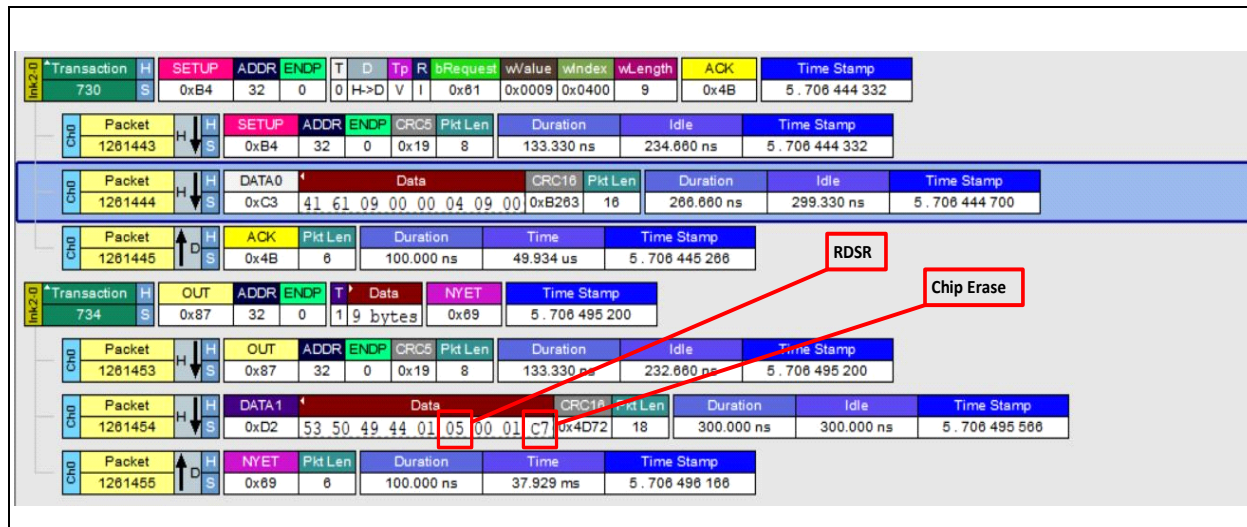 Ink2-0 Transaction H SETUP ADDR ENDP T D Tp R bRequest wValue wIndex wLength ACK Time Stamp
730 S 0xB4 32 0 0 H->D V I 0x61 0x0009 0x0400 9 0x4B 5 . 706 444 332
Ch0 Packet H H SETUP ADDR ENDP CRC5 Pkt Len Duration Idle Time Stamp
1261443 S 0xB4 32 0 0x19 8 133.330 ns 234.660 ns 5 . 706 444 332
Ch0 Packet H H DATA0 Data CRC16 Pkt Len Duration Idle Time Stamp
1261444 S 0xC3 41 61 09 00 00 04 09 00 0xB263 16 266.660 ns 299.330 ns 5 . 706 444 700
Ch0 Packet D H ACK Pkt Len Duration Time Time Stamp
1261445 S 0x4B 6 100.000 ns 49.934 us 5 . 706 445 266
RDSR
Chip Erase
Ink2-0 Transaction H OUT ADDR ENDP T Data NYET Time Stamp
734 S 0x87 32 0 1 9 bytes 0x69 5 . 706 495 200
Ch0 Packet H H OUT ADDR ENDP CRC5 Pkt Len Duration Idle Time Stamp
1261453 S 0x87 32 0 0x19 8 133.330 ns 232.660 ns 5 . 706 495 200
Ch0 Packet H H DATA1 Data CRC16 Pkt Len Duration Idle Time Stamp
1261454 S 0xD2 53 50 49 44 01 05 00 01 C7 0x4D72 18 300.000 ns 300.000 ns 5 . 706 495 566
Ch0 Packet D H NYET Pkt Len Duration Time Time Stamp
1261455 S 0x69 6 100.000 ns 37.929 ms 5 . 706 496 166